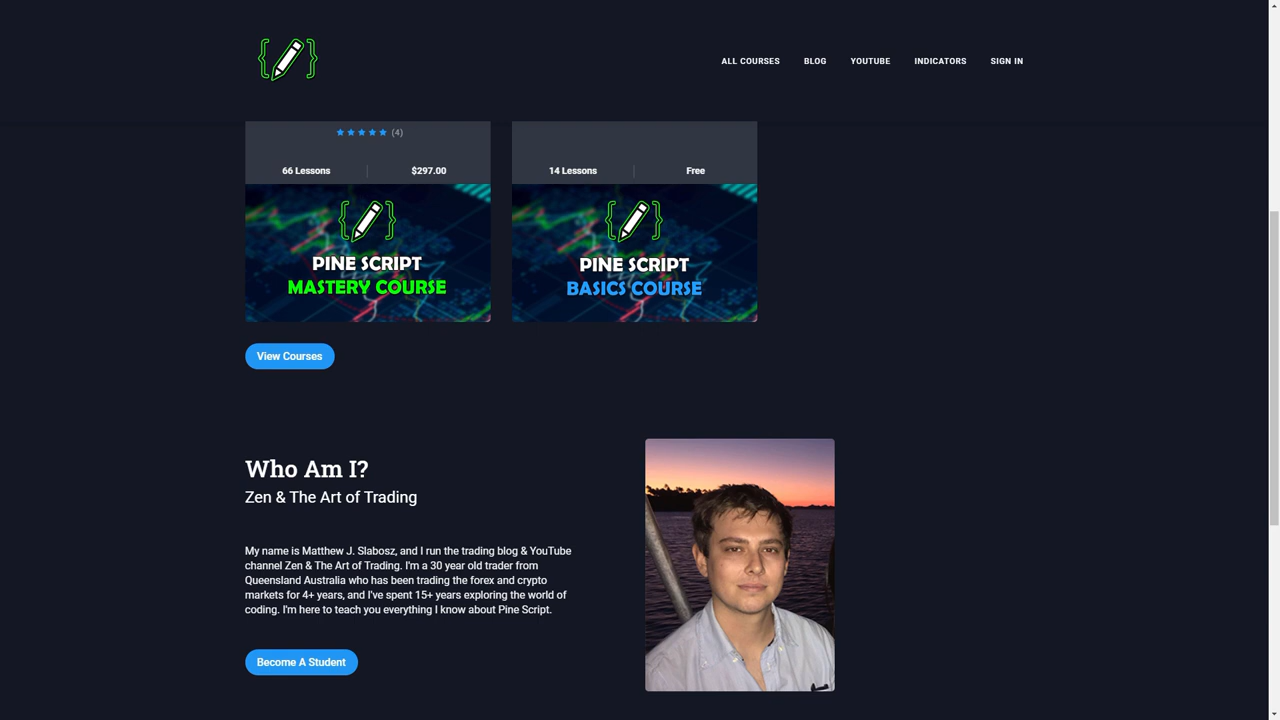 ALL COURSES BLOG YOUTUBE INDICATORS SIGN IN
(4)
66 Lessons $297.00
14 Lessons Free
PINE SCRIPT
MASTERY COURSE
PINE SCRIPT
BASICS COURSE
View Courses
Who Am I?
Zen & The Art of Trading
My name is Matthew J. Slabosz, and I run the trading blog & YouTube
channel Zen & The Art of Trading. I'm a 30 year old trader from
Queensland Australia who has been trading the forex and crypto
markets for 4+ years, and I've spent 15+ years exploring the world of
coding. I'm here to teach you everything I know about Pine Script.
Become A Student